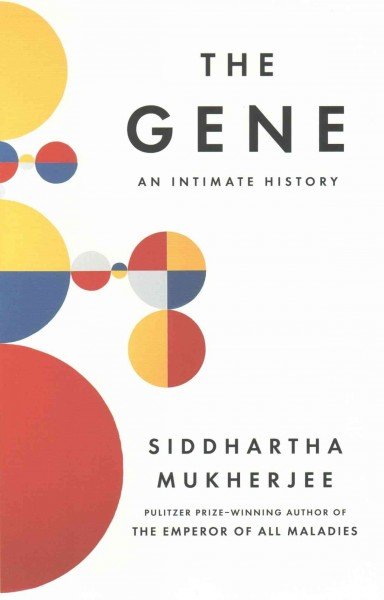 THE
GENE
AN INTIMATE HISTORY
SIDDHARTHA
MUKHERJEE
PULITZER PRIZE–WINNING AUTHOR OF
THE EMPEROR OF ALL MALADIES